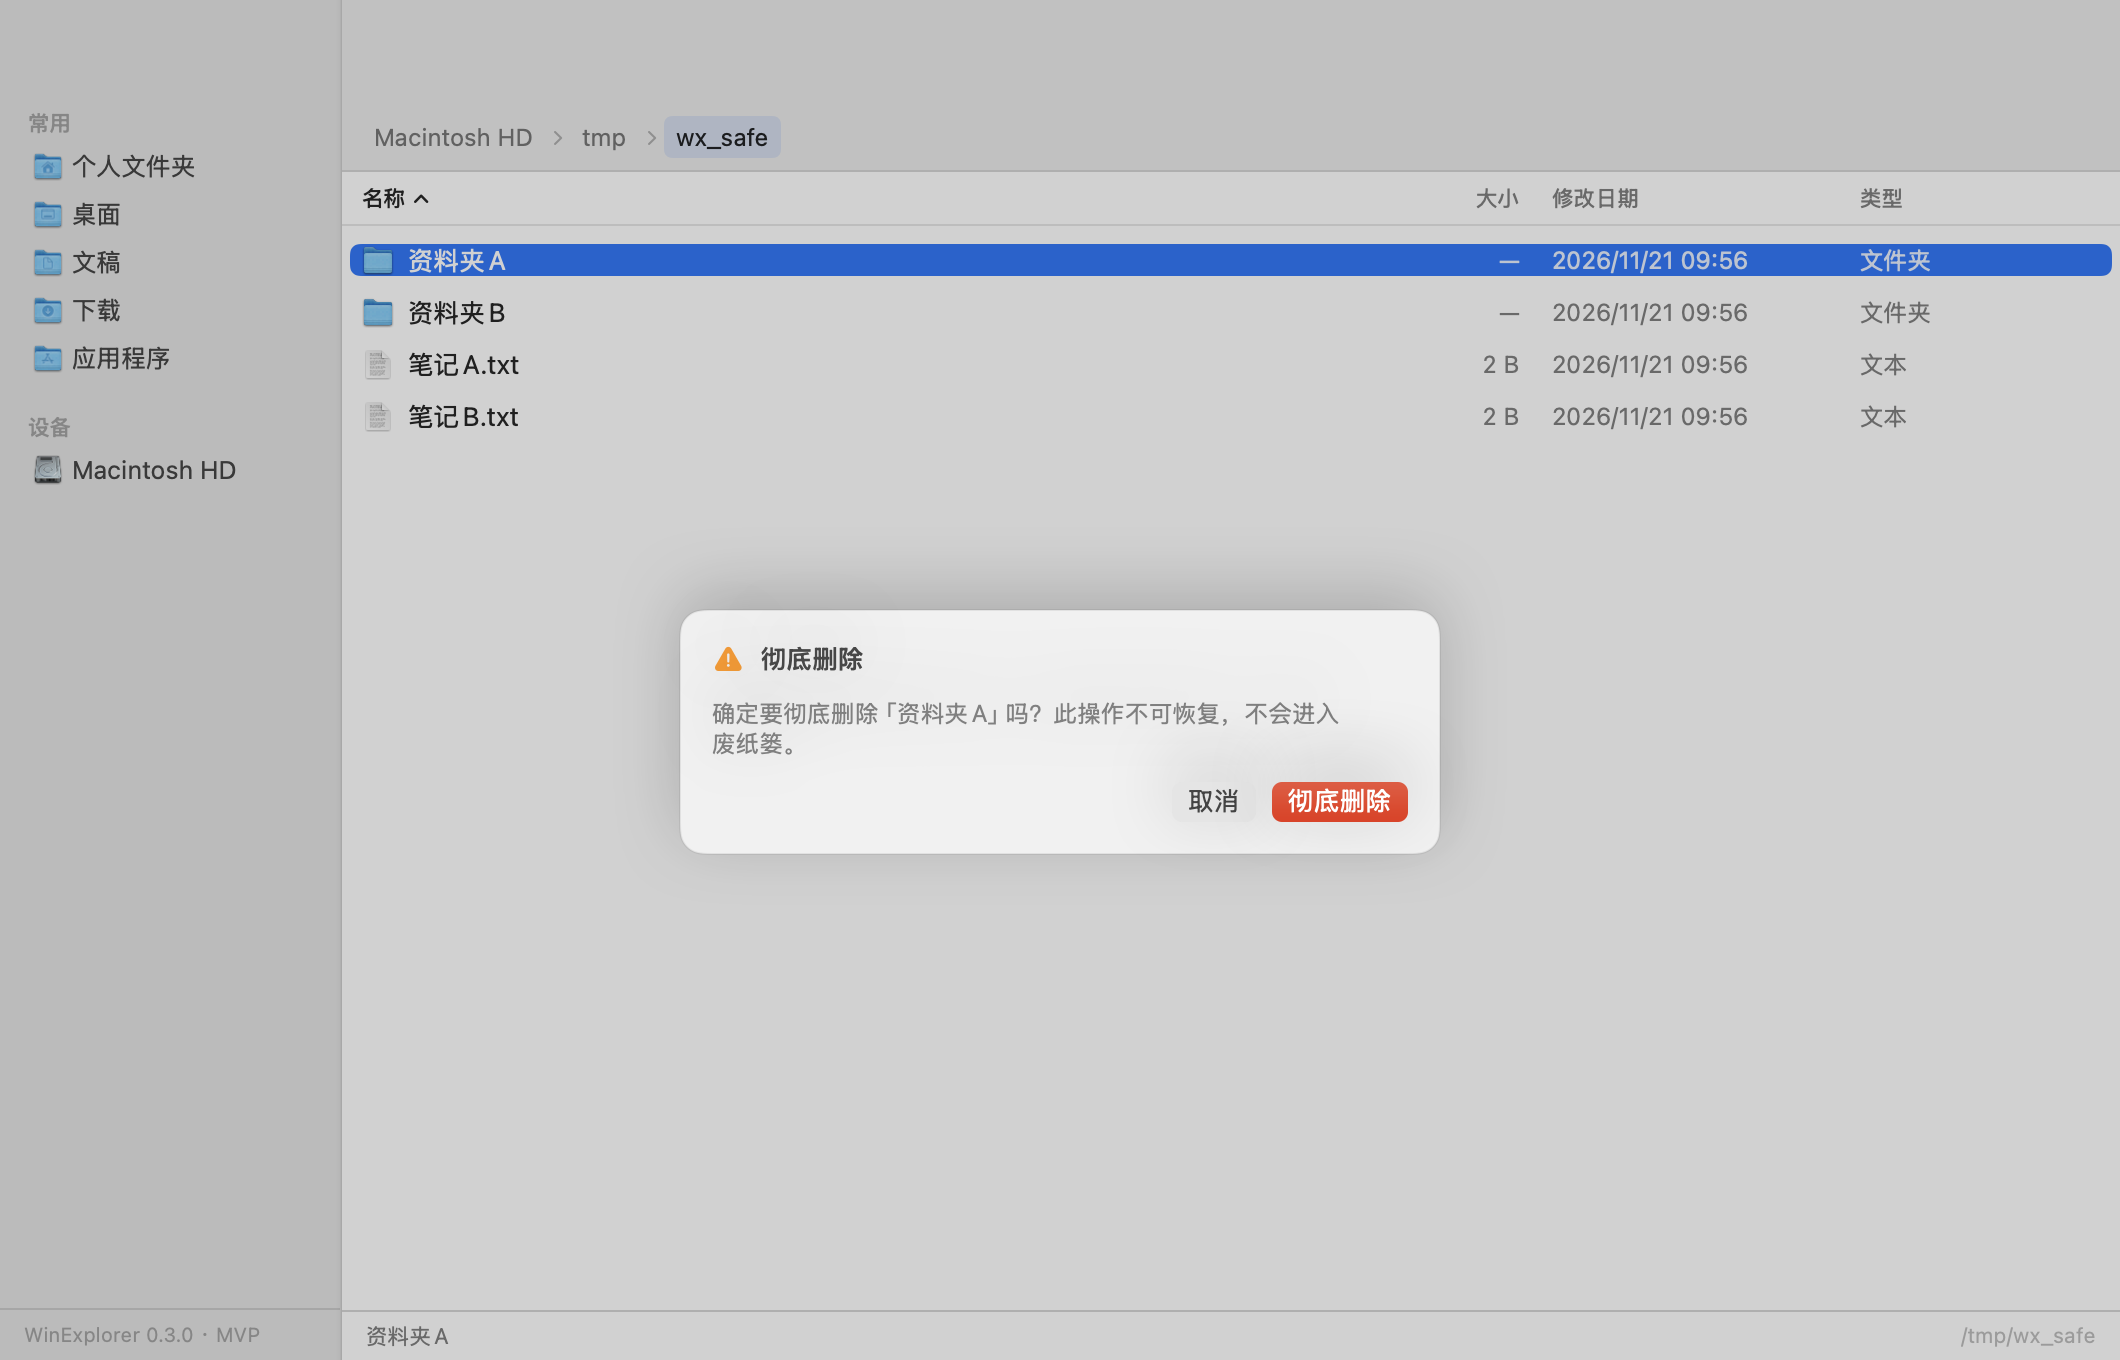 常用
个人文件夹
桌面
文稿
下载
应用程序
设备
Macintosh HD
WinExplorer 0.3.0 · MVP
Macintosh HD > tmp > wx_safe
名称 大小 修改日期 类型
资料夹A — 2026/11/21 09:56 文件夹
资料夹B — 2026/11/21 09:56 文件夹
笔记A.txt 2 B 2026/11/21 09:56 文本
笔记B.txt 2 B 2026/11/21 09:56 文本
彻底删除
确定要彻底删除「资料夹A」吗？此操作不可恢复，不会进入
废纸篓。
取消 彻底删除
资料夹A /tmp/wx_safe